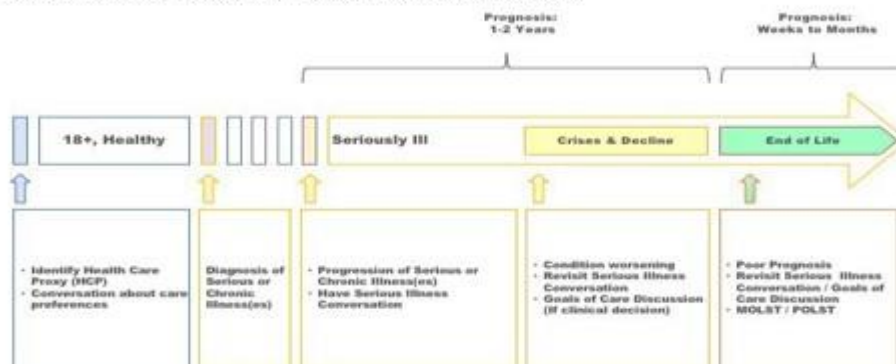 Prognosis:
1-2 Years
Prognosis:
Weeks to Months
18+, Healthy
Seriously Ill
Crises & Decline
End of Life
• Identify Health Care
Proxy (HCP)
• Conversation about care
preferences
Diagnosis of
Serious or
Chronic
Illness(es)
• Progression of Serious or
Chronic Illness(es)
• Have Serious Illness
Conversation
• Condition worsening
• Revisit Serious Illness
Conversation
• Goals of Care Discussion
(if clinical decision)
• Poor Prognosis
• Revisit Serious Illness
Conversation / Goals of
Care Discussion
• MOLST / POLST